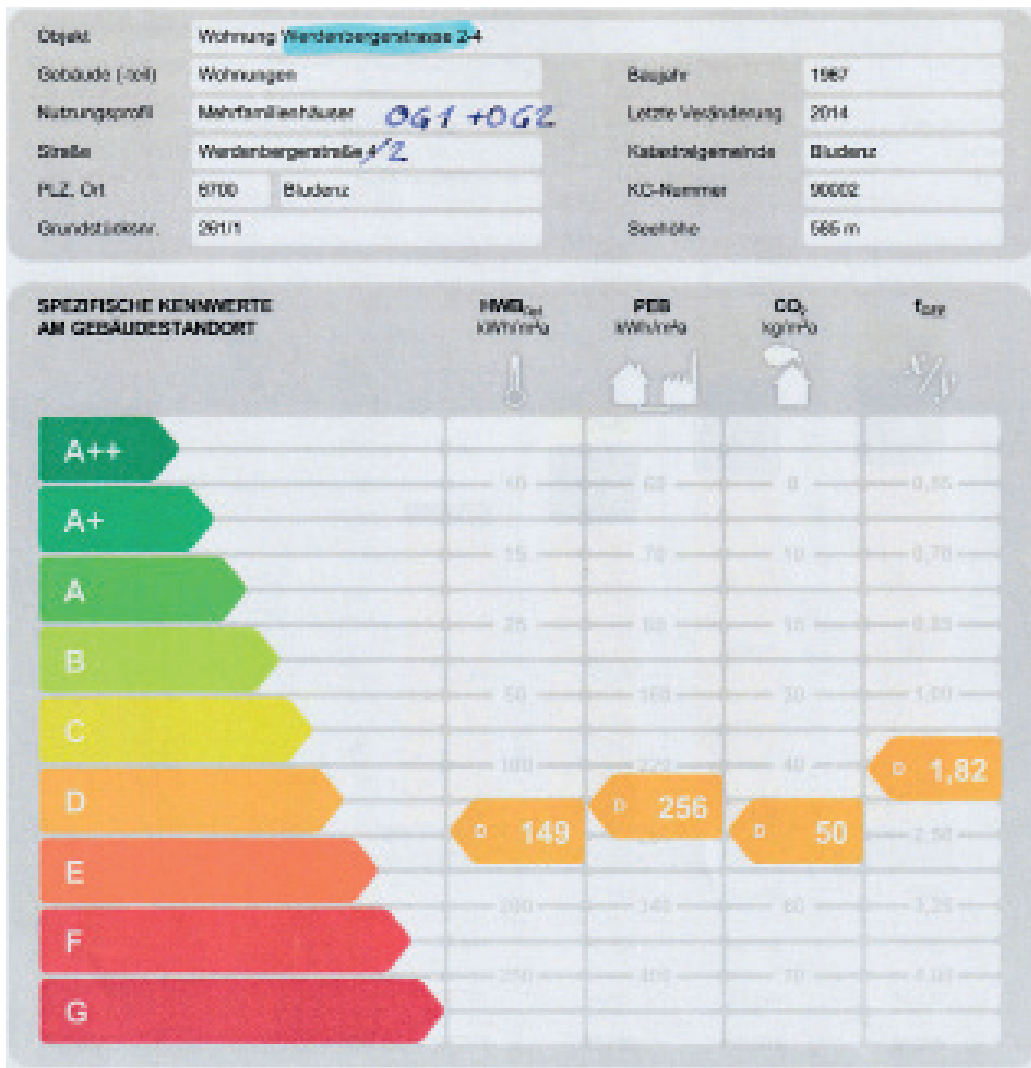 Objekt Wohnung Werdenbergerstrasse 2-4
Gebäude (-teil) Wohnungen Baujahr 1967
Nutzungsprofil Mehrfamilienhäuser OG1 +OG2 Letzte Veränderung 2014
Straße Werdenbergerstraße 4/2 Katastralgemeinde Bludenz
PLZ, Ort 6700 Bludenz KG-Nummer 90002
Grundstücksnr. 261/1 Seehöhe 565 m
SPEZIFISCHE KENNWERTE
AM GEBÄUDESTANDORT
HWB PEB CO₂ f
kWh/m²a kWh/m²a kg/m²a
x/y
A++
10 60 8 0,55
A+
15 70 10 0,70
A
25 80 15 0,85
B
50 160 30 1,00
C
100 220 40
D 1,82
D
D 256
D 149
D 50
2,50
E
200 340 60 3,25
F
250 400 70 4,00
G